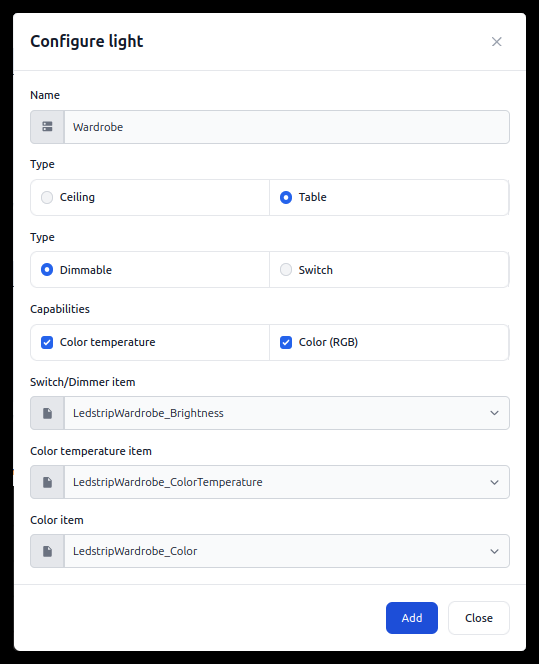 Configure light
Name
Wardrobe
Type
Ceiling
Table
Type
Dimmable
Switch
Capabilities
Color temperature
Color (RGB)
Switch/Dimmer item
LedstripWardrobe_Brightness
Color temperature item
LedstripWardrobe_ColorTemperature
Color item
LedstripWardrobe_Color
Add
Close